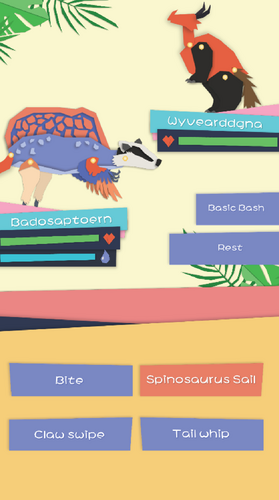 Wyvearddgna
Badosaptoern
Basic Bash
Rest
Bite
Spinosaurus Sail
Claw swipe
Tail whip